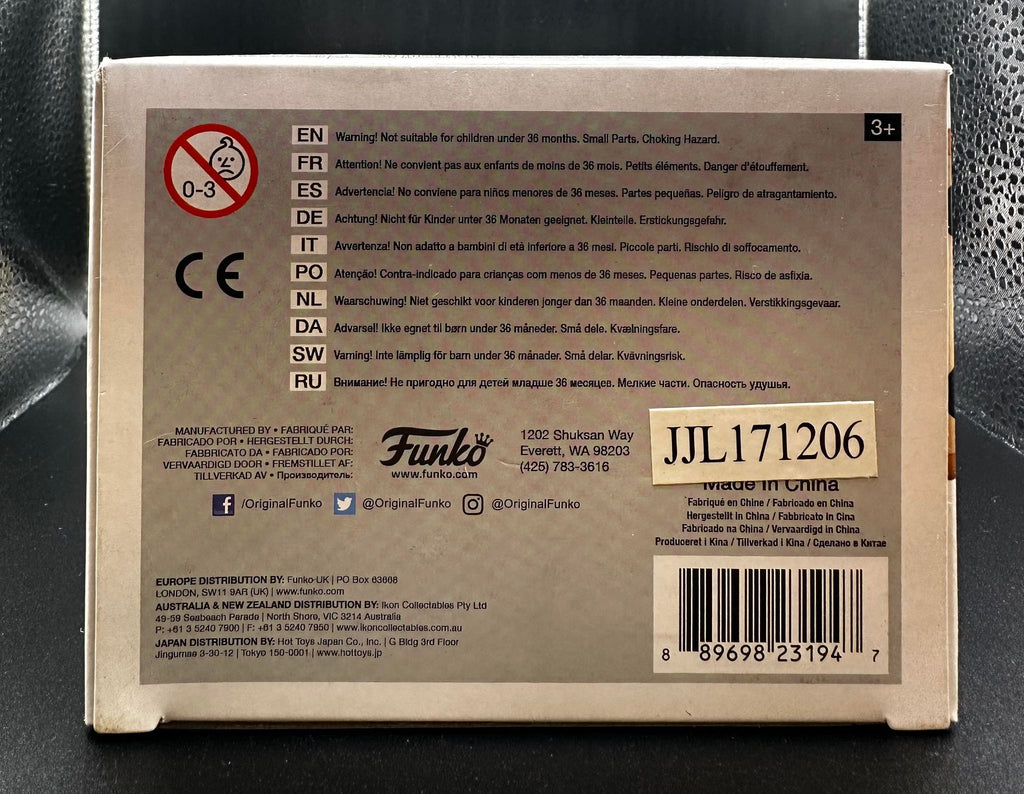 3+
0-3
CE
EN Warning! Not suitable for children under 36 months. Small Parts. Choking Hazard.
FR Attention! Ne convient pas aux enfants de moins de 36 mois. Petits éléments. Danger d'étouffement.
ES Advertencia! No conviene para niños menores de 36 meses. Partes pequeñas. Peligro de atragantamiento.
DE Achtung! Nicht für Kinder unter 36 Monaten geeignet. Kleinteile. Erstickungsgefahr.
IT Avvertenza! Non adatto a bambini di età inferiore a 36 mesi. Piccole parti. Rischio di soffocamento.
PO Atenção! Contra-indicado para crianças com menos de 36 meses. Pequenas partes. Risco de asfixia.
NL Waarschuwing! Niet geschikt voor kinderen jonger dan 36 maanden. Kleine onderdelen. Verstikkingsgevaar.
DA Advarsel! Ikke egnet til børn under 36 måneder. Små dele. Kvælningsfare.
SW Varning! Inte lämplig för barn under 36 månader. Små delar. Kvävningsrisk.
RU Внимание! Не пригодно для детей младше 36 месяцев. Мелкие части. Опасность удушья.
MANUFACTURED BY • FABRIQUÉ PAR:
FABRICADO POR • HERGESTELLT DURCH:
FABBRICATO DA • FABRICADO POR:
VERVAARDIGD DOOR • FREMSTILLET AF:
TILLVERKAD AV • Производитель:
Funko
www.funko.com
1202 Shuksan Way
Everett, WA 98203
(425) 783-3616
/OriginalFunko @OriginalFunko @OriginalFunko
JJL171206
Made in China
Fabriqué en Chine / Fabricado en China
Hergestellt in China / Fabbricato in Cina
Fabricado na China / Vervaardigd in China
Produceret i Kina / Tillverkad i Kina / Сделано в Китае
EUROPE DISTRIBUTION BY: Funko-UK | PO Box 63668
LONDON, SW11 9AR (UK) | www.funko.com
AUSTRALIA & NEW ZEALAND DISTRIBUTION BY: Ikon Collectables Pty Ltd
49-59 Seabeach Parade | North Shore, VIC 3214 Australia
P: +61 3 5240 7900 | F: +61 3 5240 7950 | www.ikoncollectables.com.au
JAPAN DISTRIBUTION BY: Hot Toys Japan Co., Inc. | G Bldg 3rd Floor
Jingumae 3-30-12 | Tokyo 150-0001 | www.hottoys.jp
8 89698 23194 7